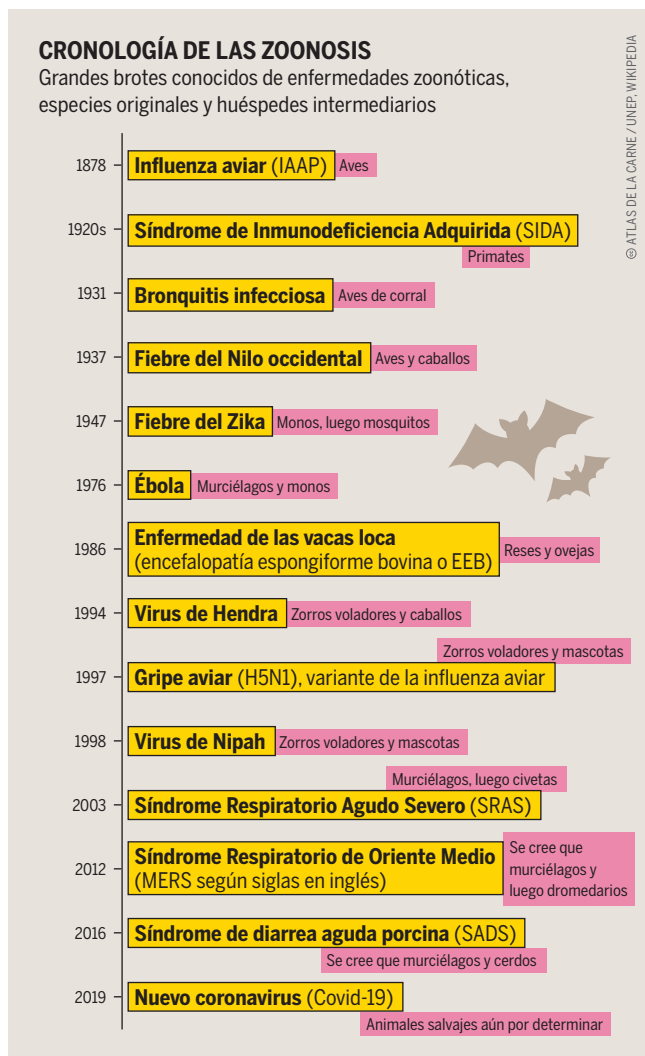 CRONOLOGÍA DE LAS ZOONOSIS
Grandes brotes conocidos de enfermedades zoonóticas,
especies originales y huéspedes intermediarios
© ATLAS DE LA CARNE / UNEP, WIKIPEDIA
1878
Influenza aviar (IAAP)
Aves
1920s
Síndrome de Inmunodeficiencia Adquirida (SIDA)
Primates
1931
Bronquitis infecciosa
Aves de corral
1937
Fiebre del Nilo occidental
Aves y caballos
1947
Fiebre del Zika
Monos, luego mosquitos
1976
Ébola
Murciélagos y monos
1986
Enfermedad de las vacas loca
(encefalopatía espongiforme bovina o EEB)
Reses y ovejas
1994
Virus de Hendra
Zorros voladores y caballos
Zorros voladores y mascotas
1997
Gripe aviar (H5N1), variante de la influenza aviar
1998
Virus de Nipah
Zorros voladores y mascotas
Murciélagos, luego civetas
2003
Síndrome Respiratorio Agudo Severo (SRAS)
2012
Síndrome Respiratorio de Oriente Medio
(MERS según siglas en inglés)
Se cree que
murciélagos y
luego dromedarios
2016
Síndrome de diarrea aguda porcina (SADS)
Se cree que murciélagos y cerdos
2019
Nuevo coronavirus (Covid-19)
Animales salvajes aún por determinar